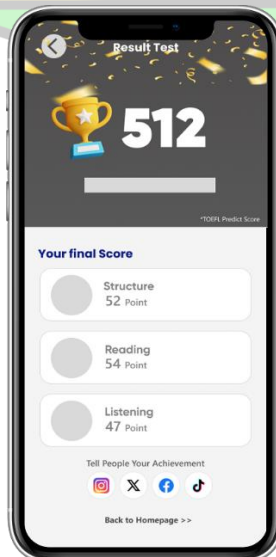 Result Test
512
*TOEFL Predict Score
Your final Score
Structure
52 Point
Reading
54 Point
Listening
47 Point
Tell People Your Achievement
Back to Homepage >>